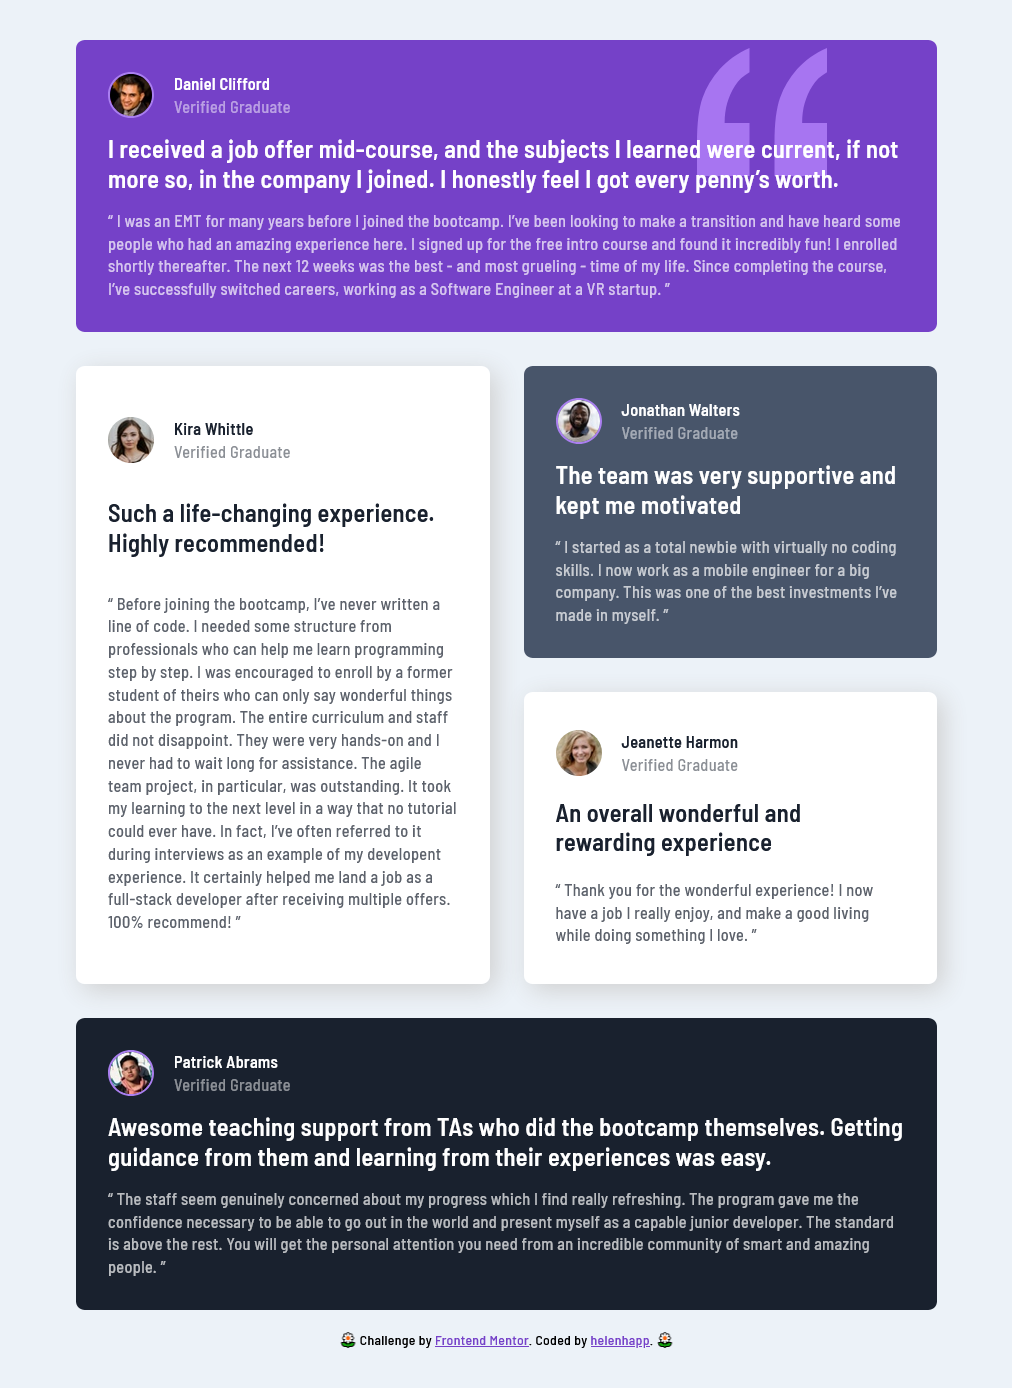 Daniel Clifford
Verified Graduate
I received a job offer mid-course, and the subjects I learned were current, if not
more so, in the company I joined. I honestly feel I got every penny’s worth.
“ I was an EMT for many years before I joined the bootcamp. I’ve been looking to make a transition and have heard some
people who had an amazing experience here. I signed up for the free intro course and found it incredibly fun! I enrolled
shortly thereafter. The next 12 weeks was the best - and most grueling - time of my life. Since completing the course,
I’ve successfully switched careers, working as a Software Engineer at a VR startup. ”
Kira Whittle
Verified Graduate
Such a life-changing experience.
Highly recommended!
“ Before joining the bootcamp, I’ve never written a
line of code. I needed some structure from
professionals who can help me learn programming
step by step. I was encouraged to enroll by a former
student of theirs who can only say wonderful things
about the program. The entire curriculum and staff
did not disappoint. They were very hands-on and I
never had to wait long for assistance. The agile
team project, in particular, was outstanding. It took
my learning to the next level in a way that no tutorial
could ever have. In fact, I’ve often referred to it
during interviews as an example of my developent
experience. It certainly helped me land a job as a
full-stack developer after receiving multiple offers.
100% recommend! ”
Jonathan Walters
Verified Graduate
The team was very supportive and
kept me motivated
“ I started as a total newbie with virtually no coding
skills. I now work as a mobile engineer for a big
company. This was one of the best investments I’ve
made in myself. ”
Jeanette Harmon
Verified Graduate
An overall wonderful and
rewarding experience
“ Thank you for the wonderful experience! I now
have a job I really enjoy, and make a good living
while doing something I love. ”
Patrick Abrams
Verified Graduate
Awesome teaching support from TAs who did the bootcamp themselves. Getting
guidance from them and learning from their experiences was easy.
“ The staff seem genuinely concerned about my progress which I find really refreshing. The program gave me the
confidence necessary to be able to go out in the world and present myself as a capable junior developer. The standard
is above the rest. You will get the personal attention you need from an incredible community of smart and amazing
people. ”
Challenge by Frontend Mentor. Coded by helenhapp.